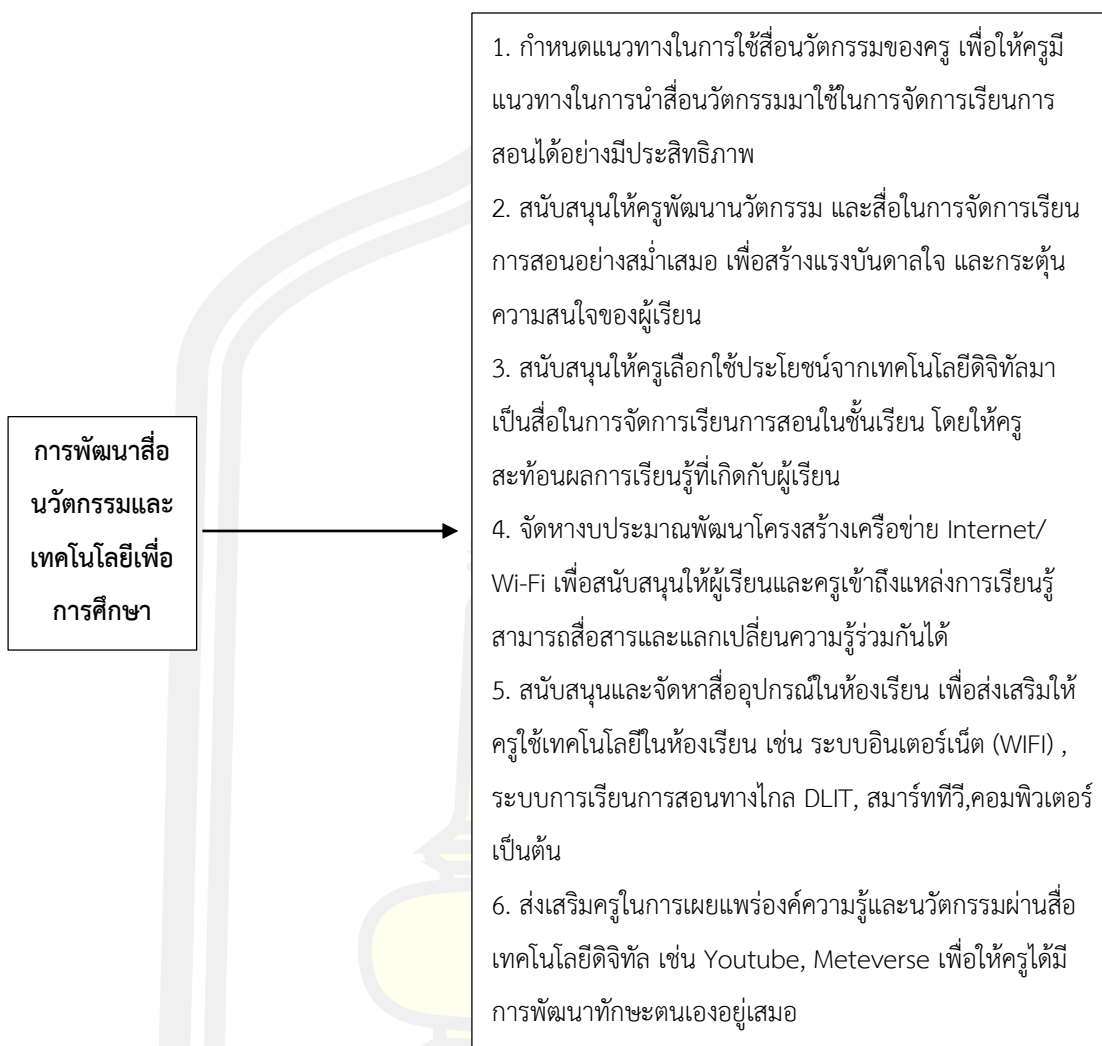 การพัฒนาสื่อ
นวัตกรรมและ
เทคโนโลยีเพื่อ
การศึกษา
1. กำหนดแนวทางในการใช้สื่อนวัตกรรมของครู เพื่อให้ครูมี
แนวทางในการนำสื่อนวัตกรรมมาใช้ในการจัดการเรียนการ
สอนได้อย่างมีประสิทธิภาพ
2. สนับสนุนให้ครูพัฒนานวัตกรรม และสื่อในการจัดการเรียน
การสอนอย่างสม่ำเสมอ เพื่อสร้างแรงบันดาลใจ และกระตุ้น
ความสนใจของผู้เรียน
3. สนับสนุนให้ครูเลือกใช้ประโยชน์จากเทคโนโลยีดิจิทัลมา
เป็นสื่อในการจัดการเรียนการสอนในชั้นเรียน โดยให้ครู
สะท้อนผลการเรียนรู้ที่เกิดกับผู้เรียน
4. จัดหางบประมาณพัฒนาโครงสร้างเครือข่าย Internet/
Wi-Fi เพื่อสนับสนุนให้ผู้เรียนและครูเข้าถึงแหล่งการเรียนรู้
สามารถสื่อสารและแลกเปลี่ยนความรู้ร่วมกันได้
5. สนับสนุนและจัดหาสื่ออุปกรณ์ในห้องเรียน เพื่อส่งเสริมให้
ครูใช้เทคโนโลยีในห้องเรียน เช่น ระบบอินเตอร์เน็ต (WIFI) ,
ระบบการเรียนการสอนทางไกล DLIT, สมาร์ททีวี,คอมพิวเตอร์
เป็นต้น
6. ส่งเสริมครูในการเผยแพร่องค์ความรู้และนวัตกรรมผ่านสื่อ
เทคโนโลยีดิจิทัล เช่น Youtube, Meteverse เพื่อให้ครูได้มี
การพัฒนาทักษะตนเองอยู่เสมอ